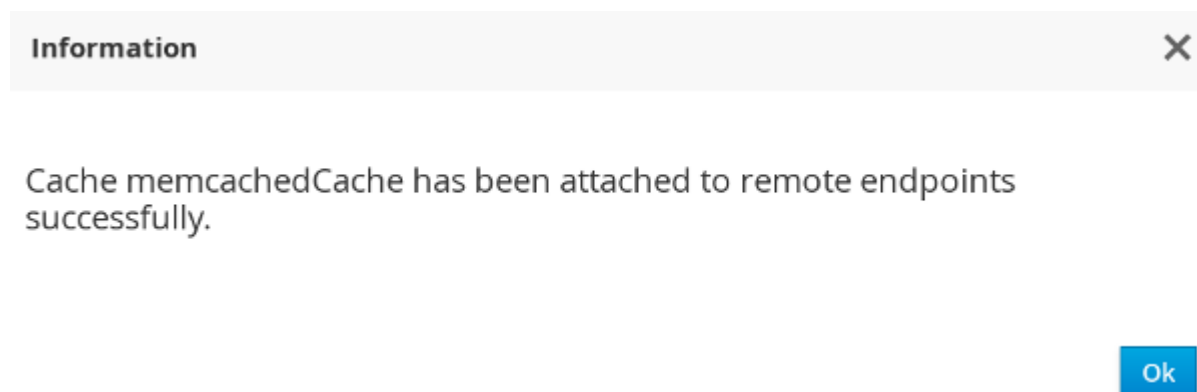 Information
Cache memcachedCache has been attached to remote endpoints
successfully.
Ok